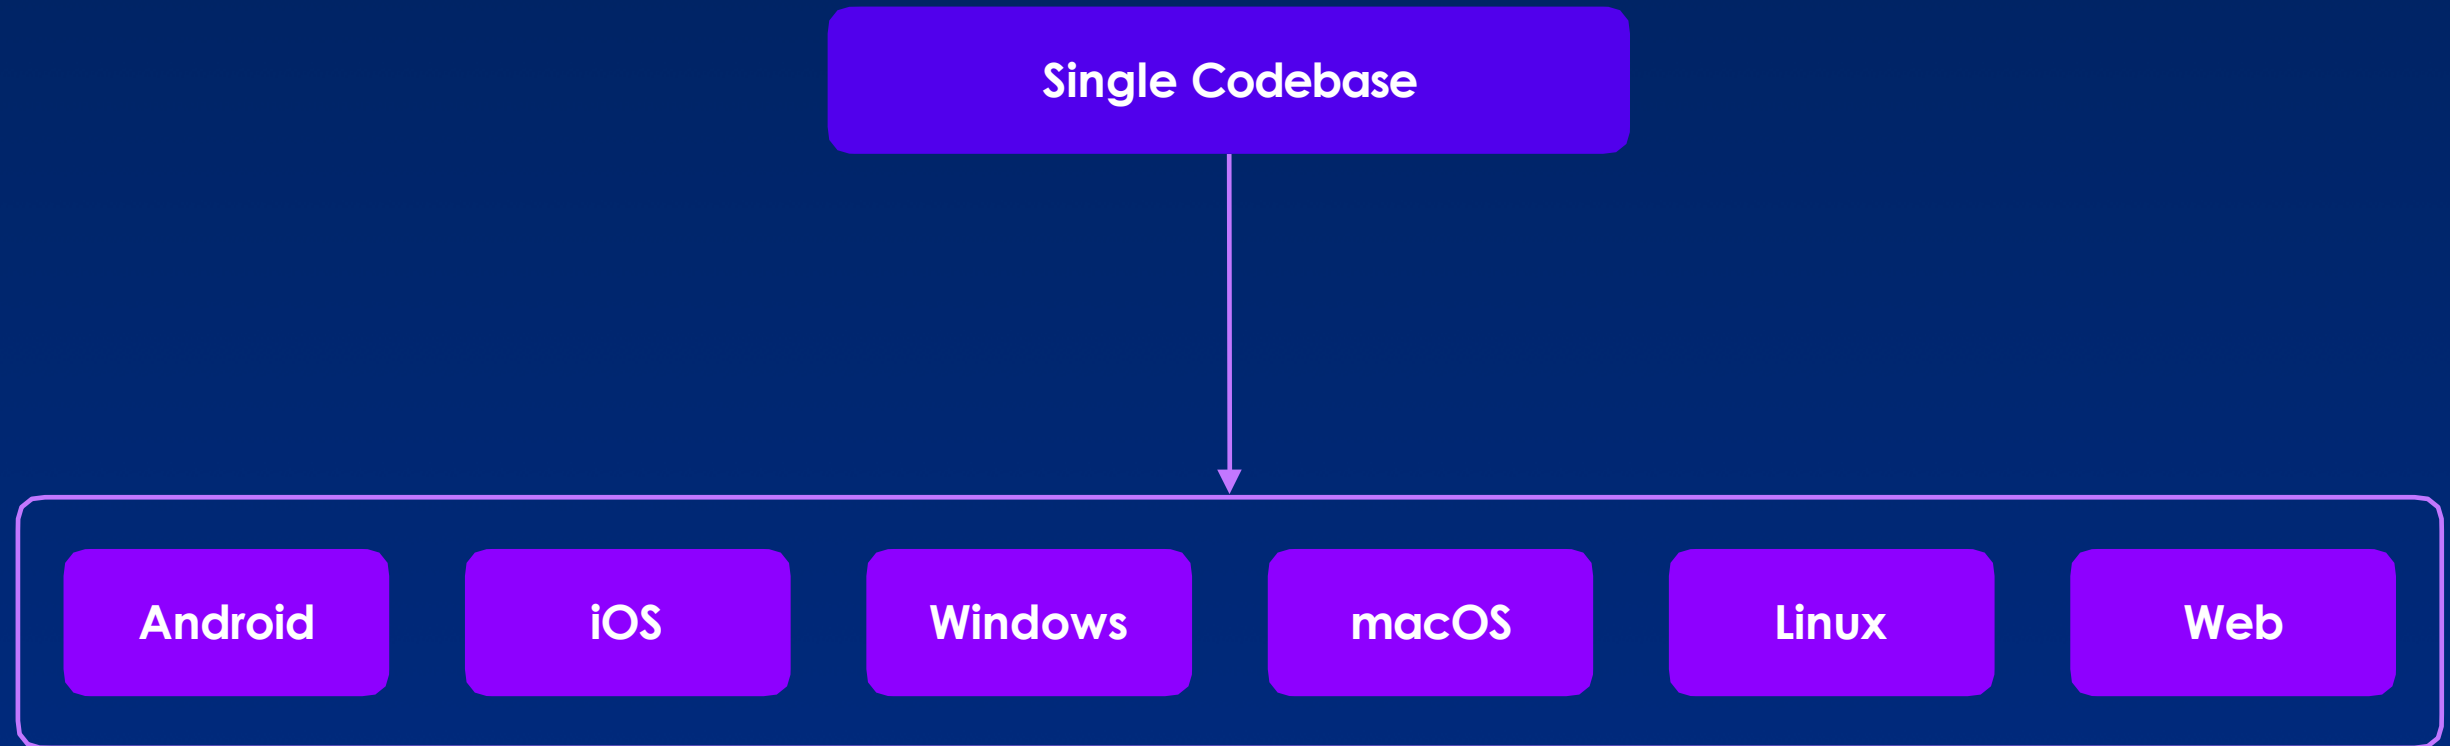 Single Codebase
Android
iOS
Windows
macOS
Linux
Web